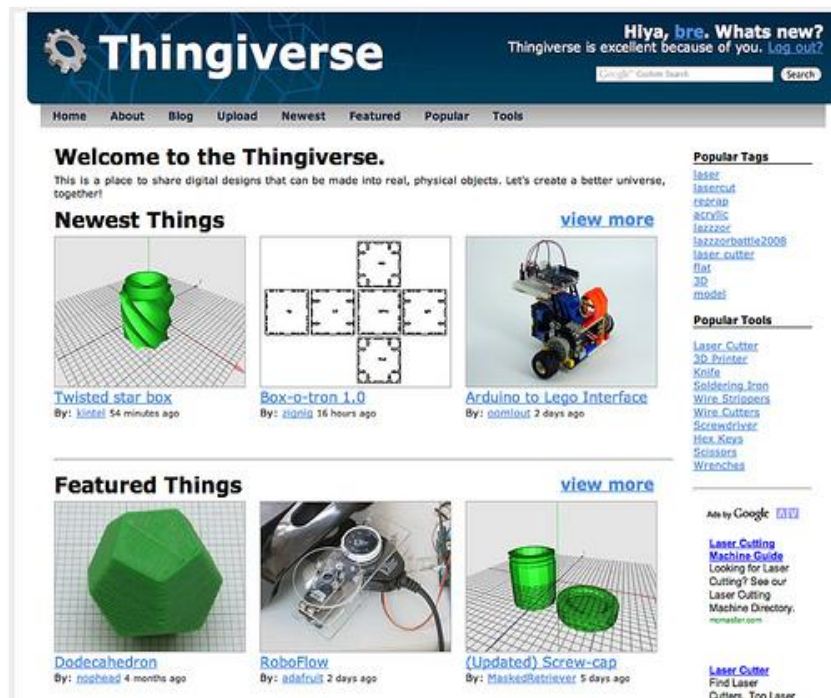 Thingiverse
Hiya, bre. Whats new?
Thingiverse is excellent because of you. Log out?
Google™ Custom Search
Search
Home About Blog Upload Newest Featured Popular Tools
Welcome to the Thingiverse.
This is a place to share digital designs that can be made into real, physical objects. Let's create a better universe,
together!
Newest Things view more
Twisted star box
By: kintel 54 minutes ago
Box-o-tron 1.0
By: zignig 16 hours ago
Arduino to Lego Interface
By: oomlout 2 days ago
Featured Things view more
Dodecahedron
By: nophead 4 months ago
RoboFlow
By: adafruit 2 days ago
(Updated) Screw-cap
By: MaskedRetriever 5 days ago
Popular Tags
laser
lasercut
reprap
acrylic
lazzzor
lazzzorbattle2008
laser cutter
flat
3D
model
Popular Tools
Laser Cutter
3D Printer
Knife
Soldering Iron
Wire Strippers
Wire Cutters
Screwdriver
Hex Keys
Scissors
Wrenches
Ads by Google
Laser Cutting
Machine Guide
Looking for Laser
Cutting? See our
Laser Cutting
Machine Directory.
mcmaster.com
Laser Cutter
Find Laser
Cutters. Top Laser